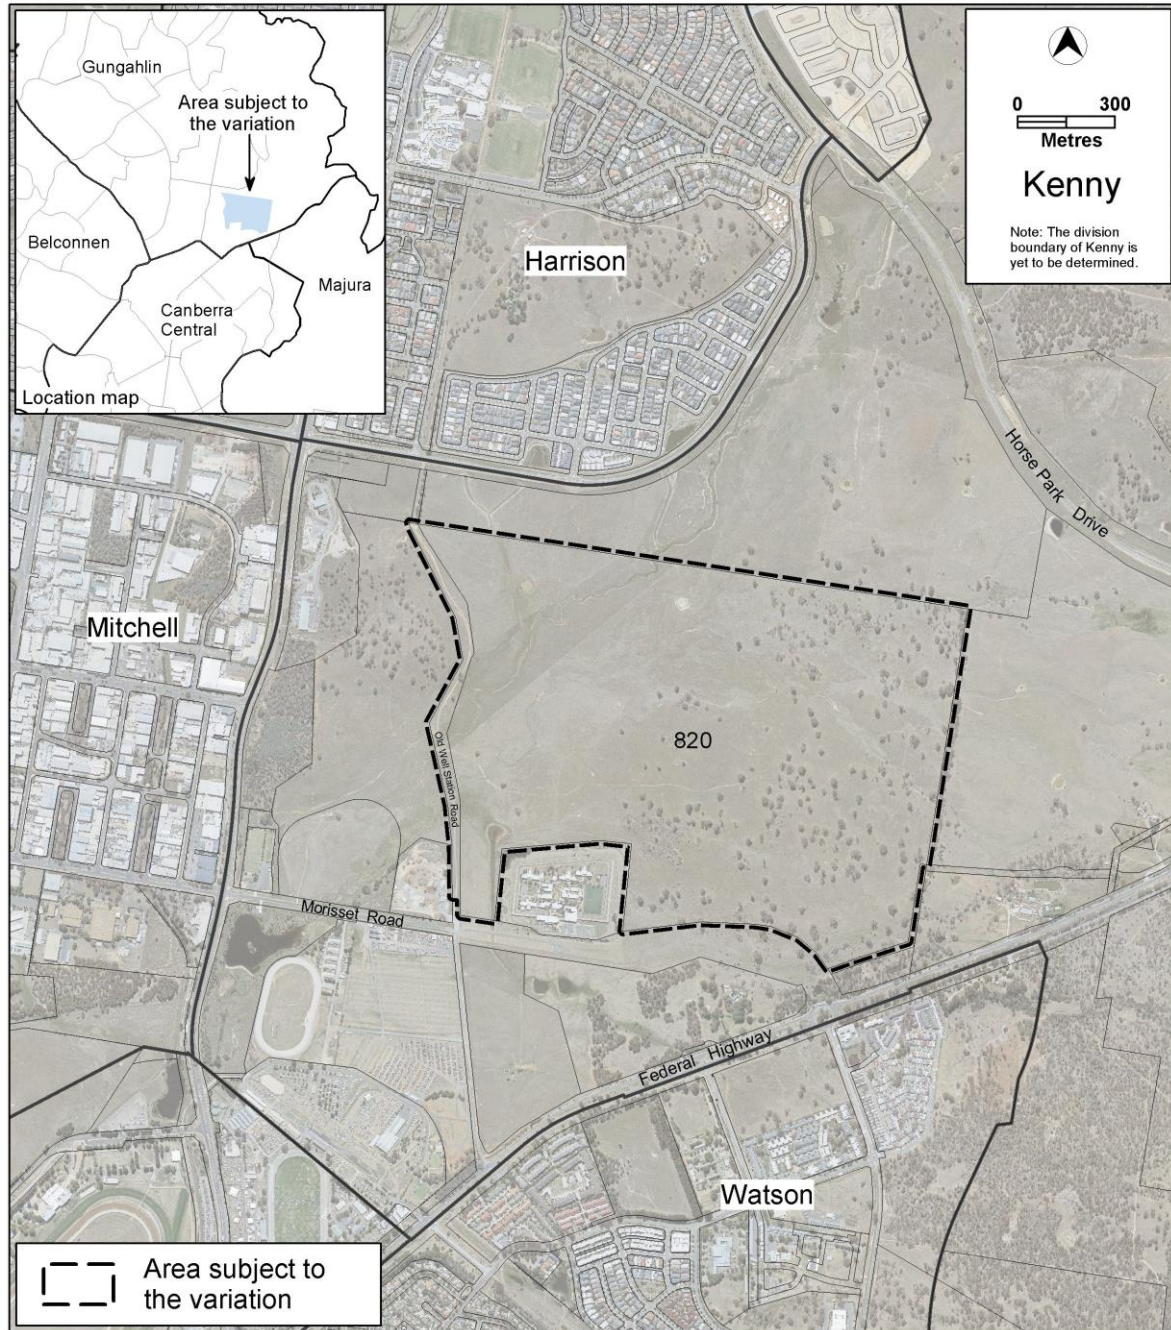 Gungahlin
Area subject to
the variation
Belconnen
Majura
Canberra
Central
Location map
0 300
Metres
Kenny
Note: The division
boundary of Kenny is
yet to be determined.
Harrison
Horse Park Drive
Mitchell
820
Old Well Station Road
Morisset Road
Federal Highway
Watson
Area subject to
the variation